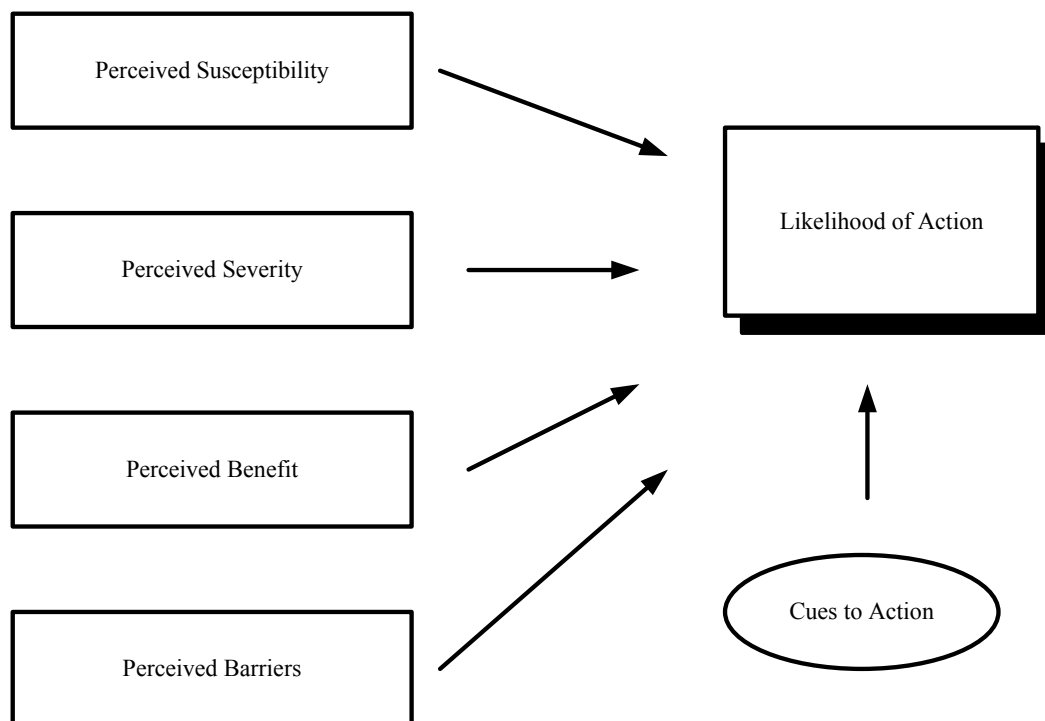 Perceived Susceptibility
Perceived Severity
Perceived Benefit
Perceived Barriers
Likelihood of Action
Cues to Action